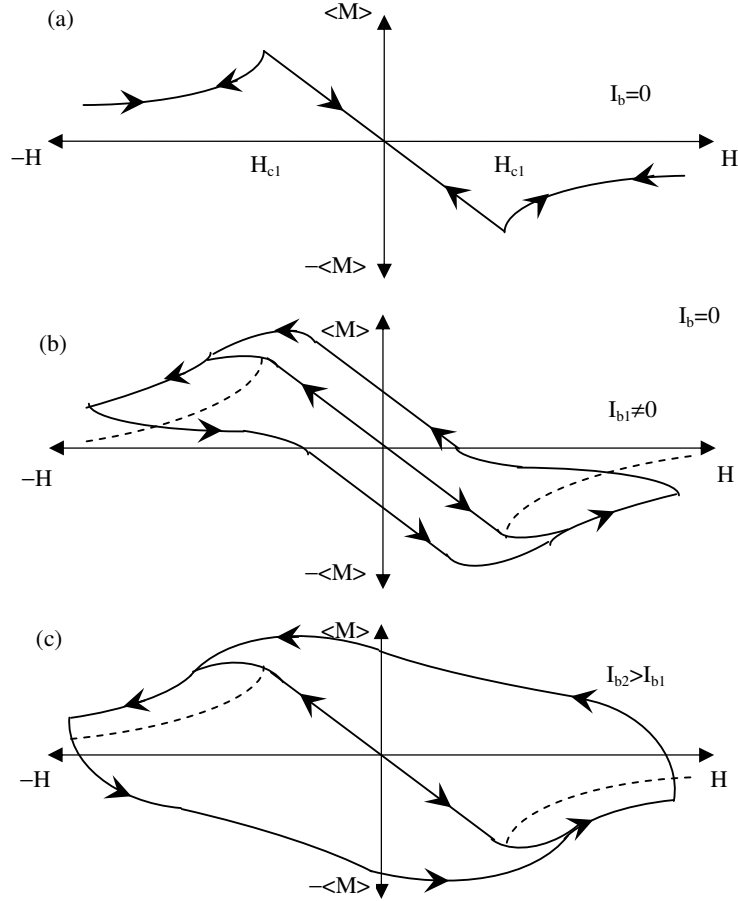 (a)
<M>
I_b=0
−H
H_c1
H_c1
H
−<M>
I_b=0
(b)
<M>
I_b1≠0
−H
H
−<M>
(c)
<M>
I_b2>I_b1
−H
H
−<M>